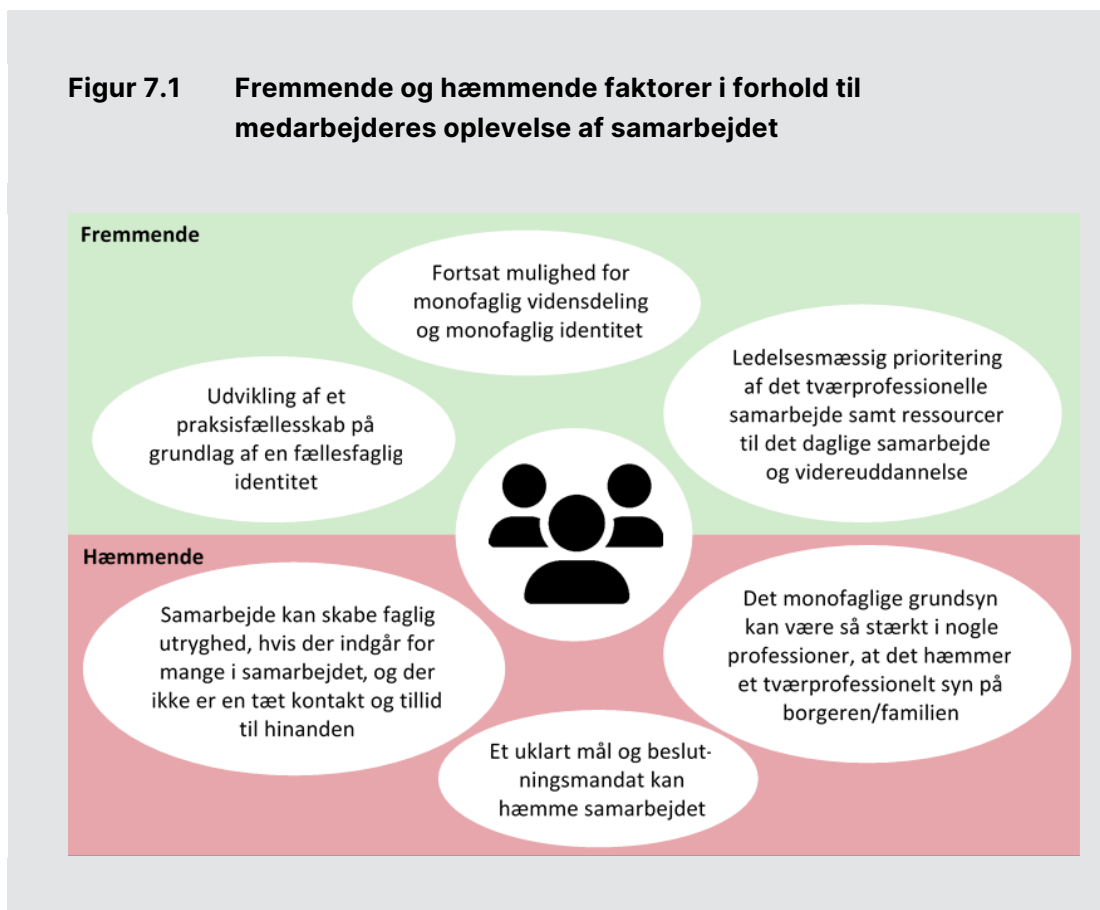 Figur 7.1 Fremmende og hæmmende faktorer i forhold til
medarbejderes oplevelse af samarbejdet
Fremmende
Fortsat mulighed for
monofaglig vidensdeling
og monofaglig identitet
Udvikling af et
praksisfællesskab på
grundlag af en fællesfaglig
identitet
Ledelsesmæssig prioritering
af det tværprofessionelle
samarbejde samt ressourcer
til det daglige samarbejde
og videreuddannelse
Hæmmende
Samarbejde kan skabe faglig
utryghed, hvis der indgår for
mange i samarbejdet, og der
ikke er en tæt kontakt og tillid
til hinanden
Et uklart mål og beslut-
ningsmandat kan
hæmme samarbejdet
Det monofaglige grundsyn
kan være så stærkt i nogle
professioner, at det hæmmer
et tværprofessionelt syn på
borgeren/familien